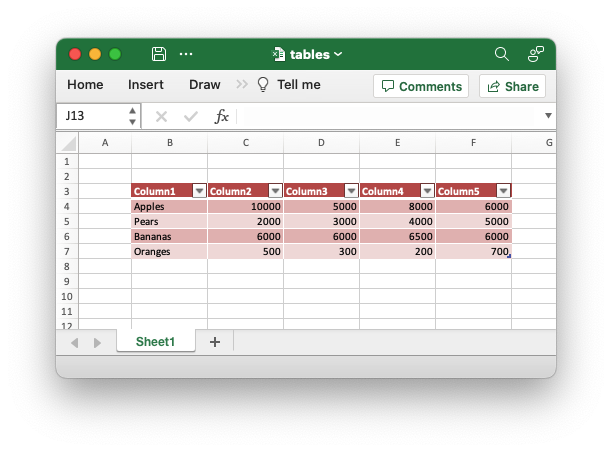 tables
Home Insert Draw Tell me Comments Share
J13 fx
A B C D E F G
1
2
3 Column1 Column2 Column3 Column4 Column5
4 Apples 10000 5000 8000 6000
5 Pears 2000 3000 4000 5000
6 Bananas 6000 6000 6500 6000
7 Oranges 500 300 200 700
8
9
10
11
12
Sheet1 +